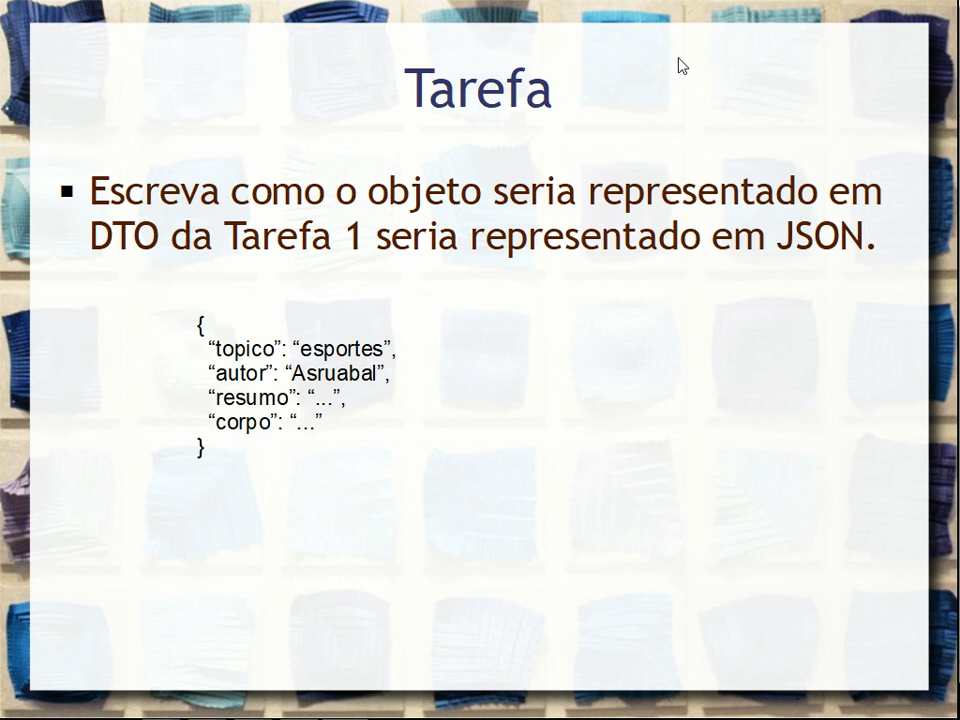 Tarefa
▪ Escreva como o objeto seria representado em
DTO da Tarefa 1 seria representado em JSON.
{
“topico”: “esportes”,
“autor”: “Asruabal”,
“resumo”: “...”,
“corpo”: “...”
}